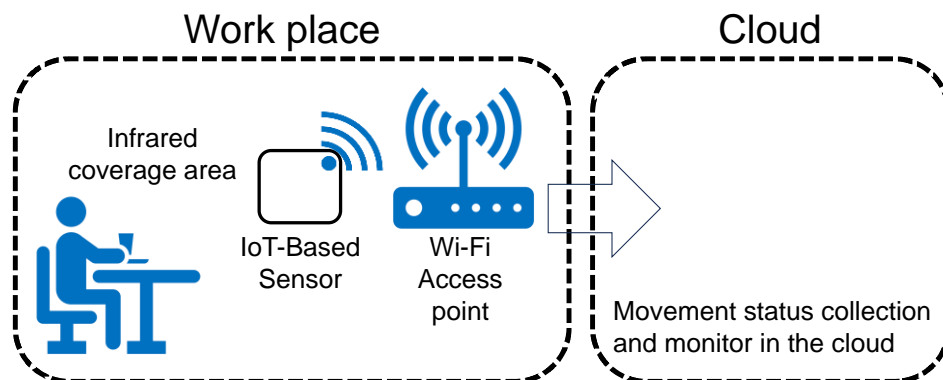 Work place
Cloud
Infrared
coverage area
IoT-Based
Sensor
Wi-Fi
Access
point
Movement status collection
and monitor in the cloud